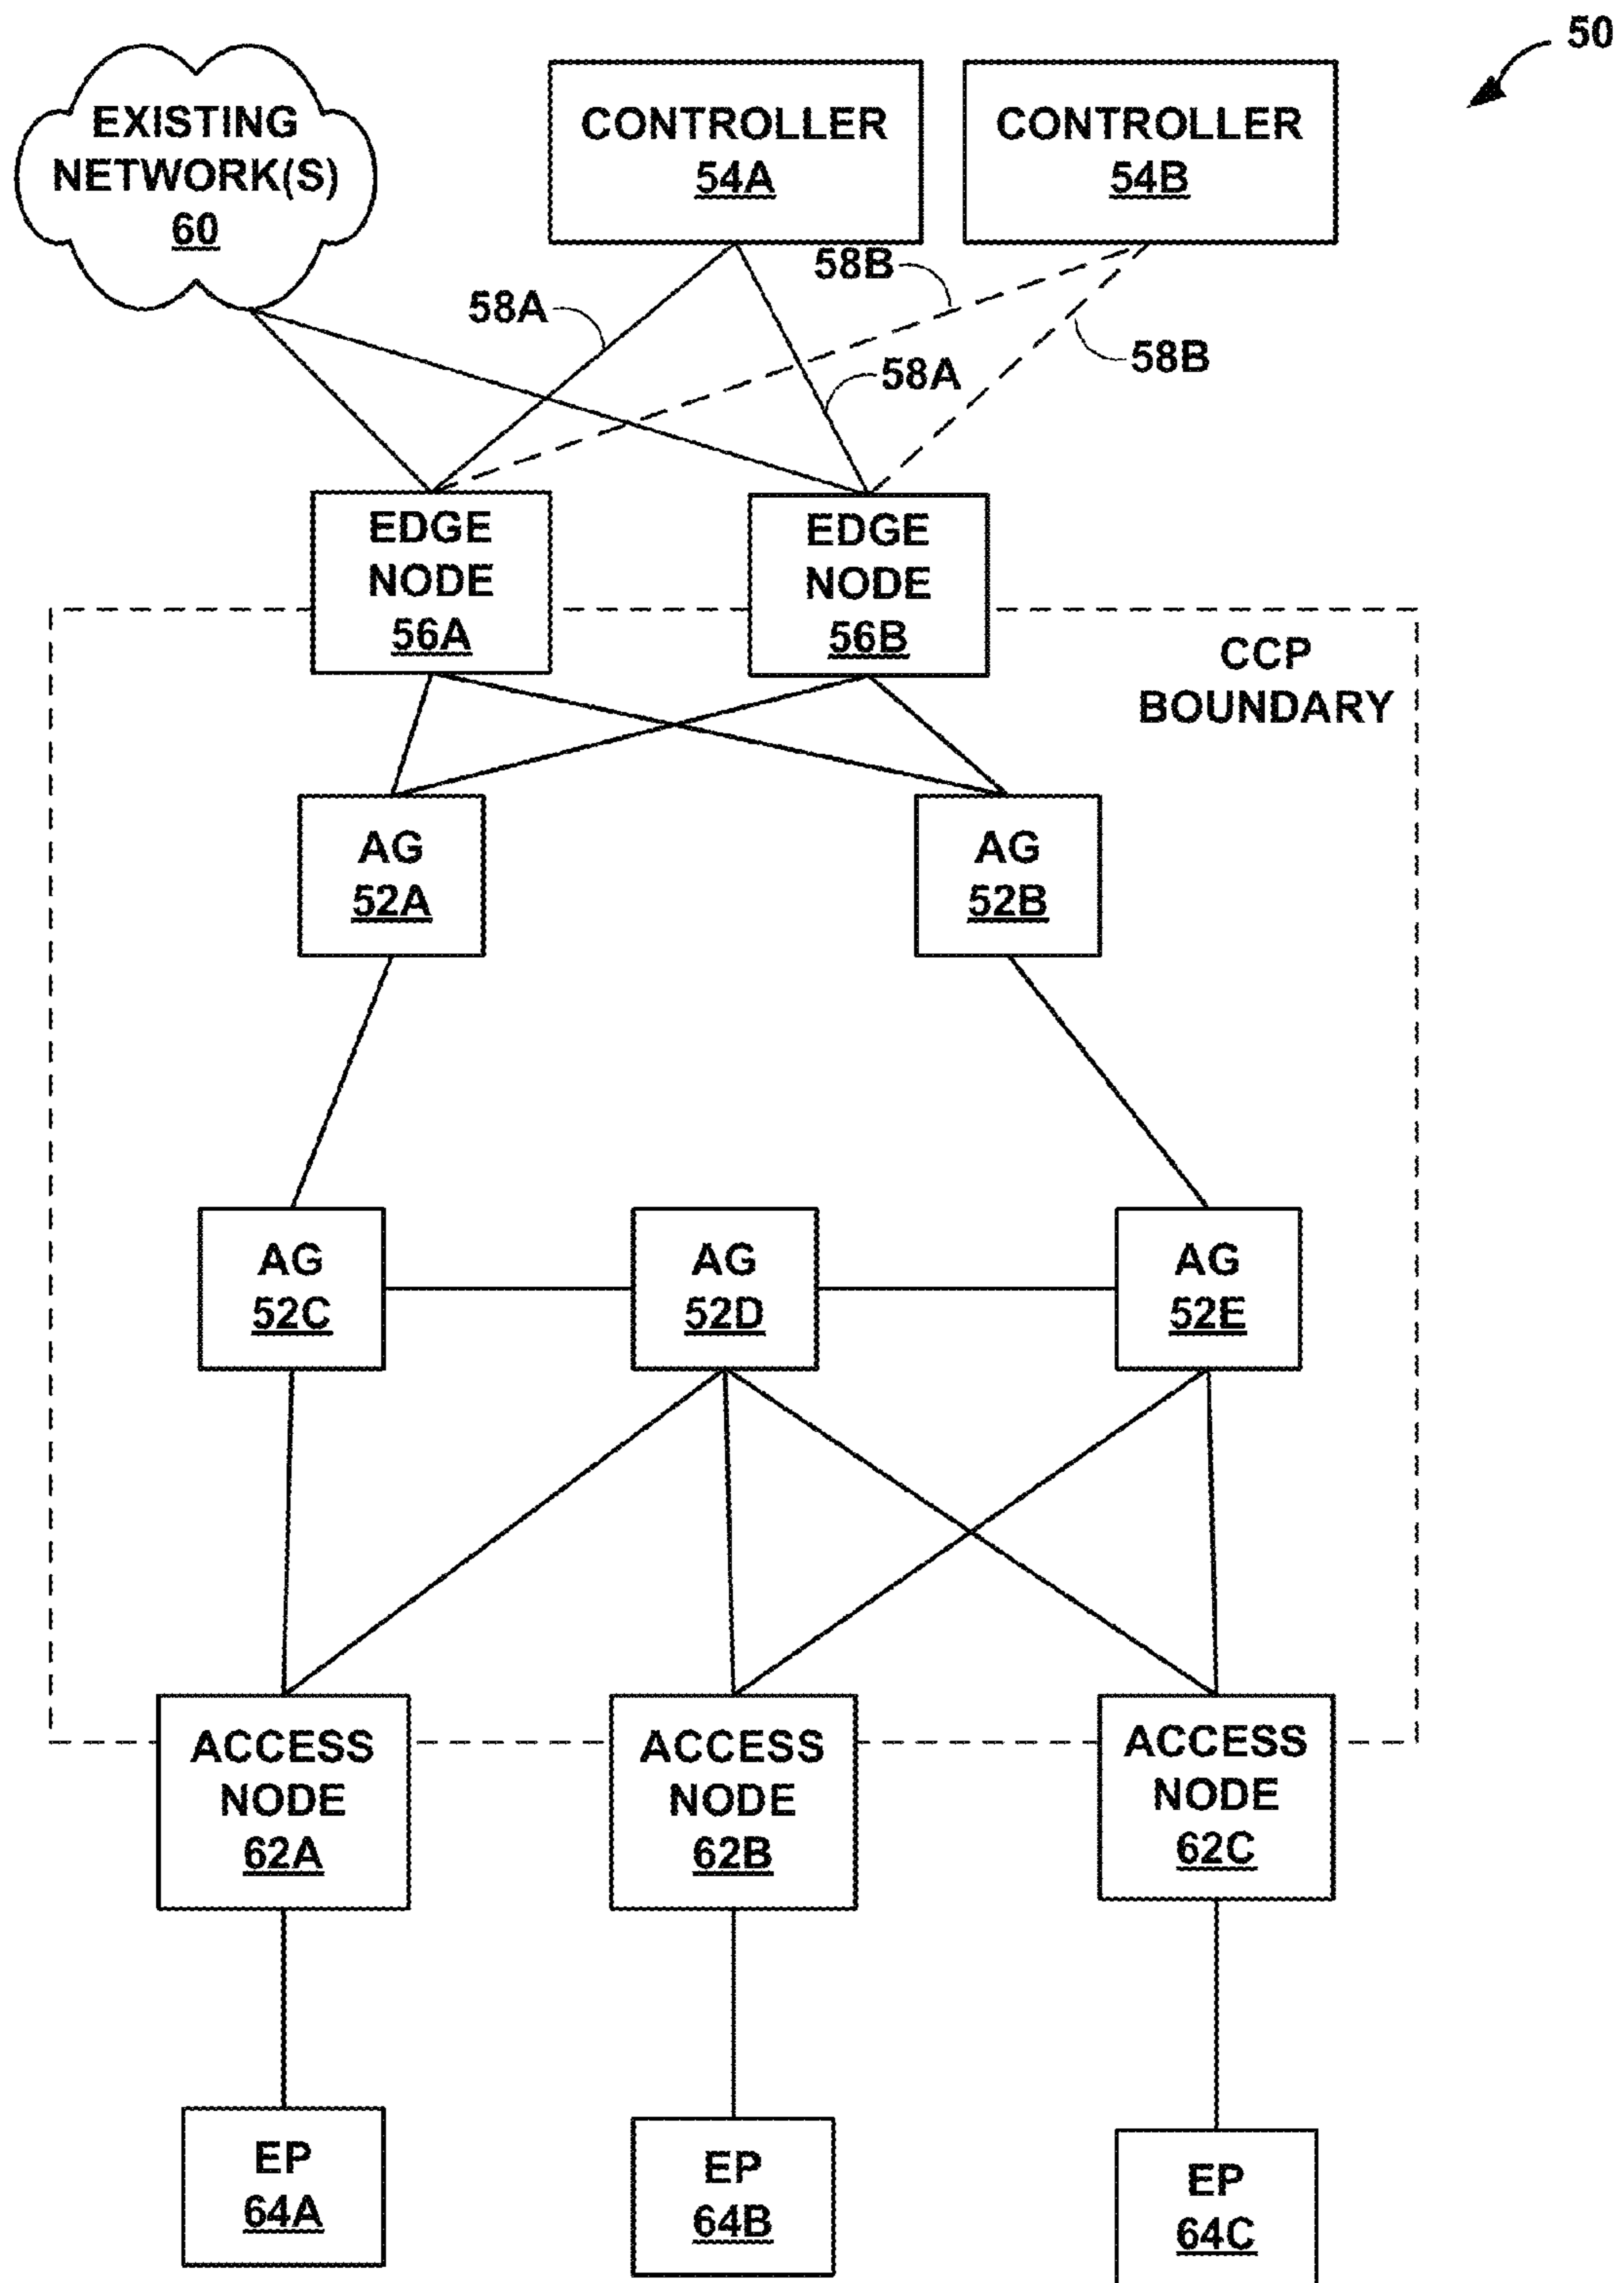 50
EXISTING
NETWORK(S)
60
CONTROLLER
54A
CONTROLLER
54B
58B
58A
58B
58A
EDGE
NODE
56A
EDGE
NODE
56B
CCP
BOUNDARY
AG
52A
AG
52B
AG
52C
AG
52D
AG
52E
ACCESS
NODE
62A
ACCESS
NODE
62B
ACCESS
NODE
62C
EP
64A
EP
64B
EP
64C